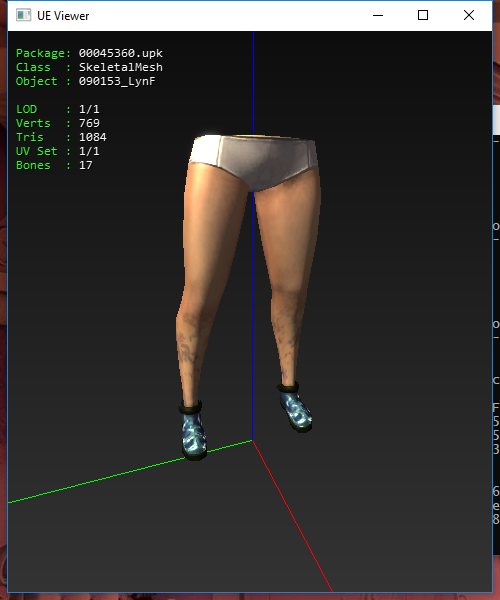 UE Viewer
Package: 00045360.upk
Class  : SkeletalMesh
Object : 090153_LynF
LOD    : 1/1
Verts  : 769
Tris   : 1084
UV Set : 1/1
Bones  : 17